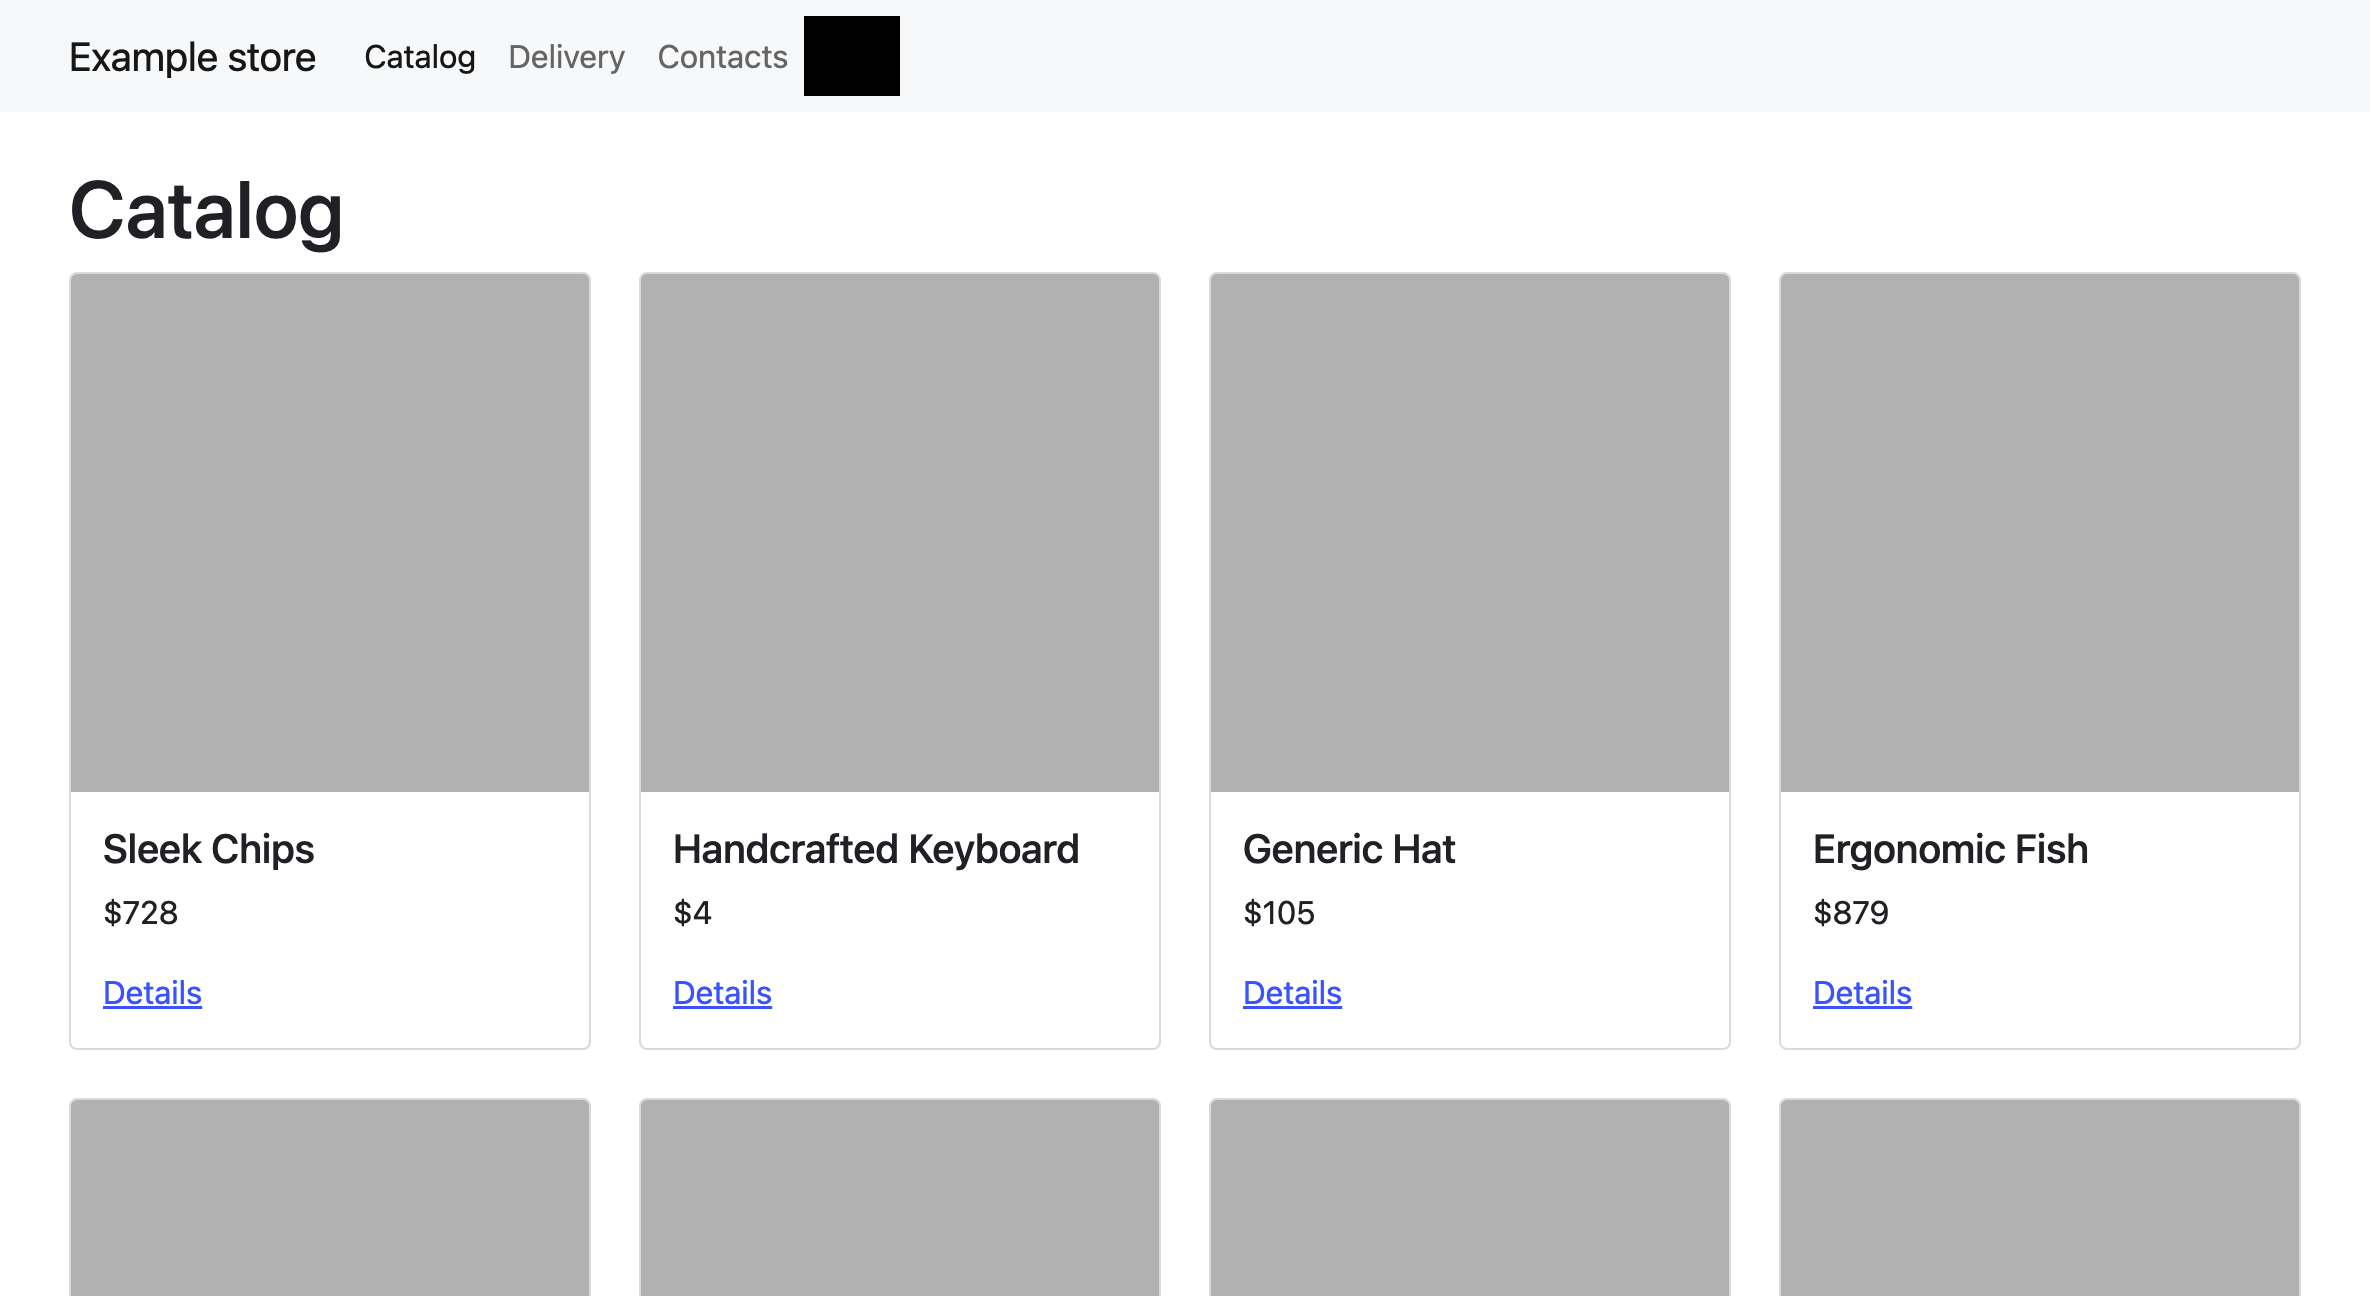 Example store Catalog Delivery Contacts
Catalog
Sleek Chips
$728
Details
Handcrafted Keyboard
$4
Details
Generic Hat
$105
Details
Ergonomic Fish
$879
Details